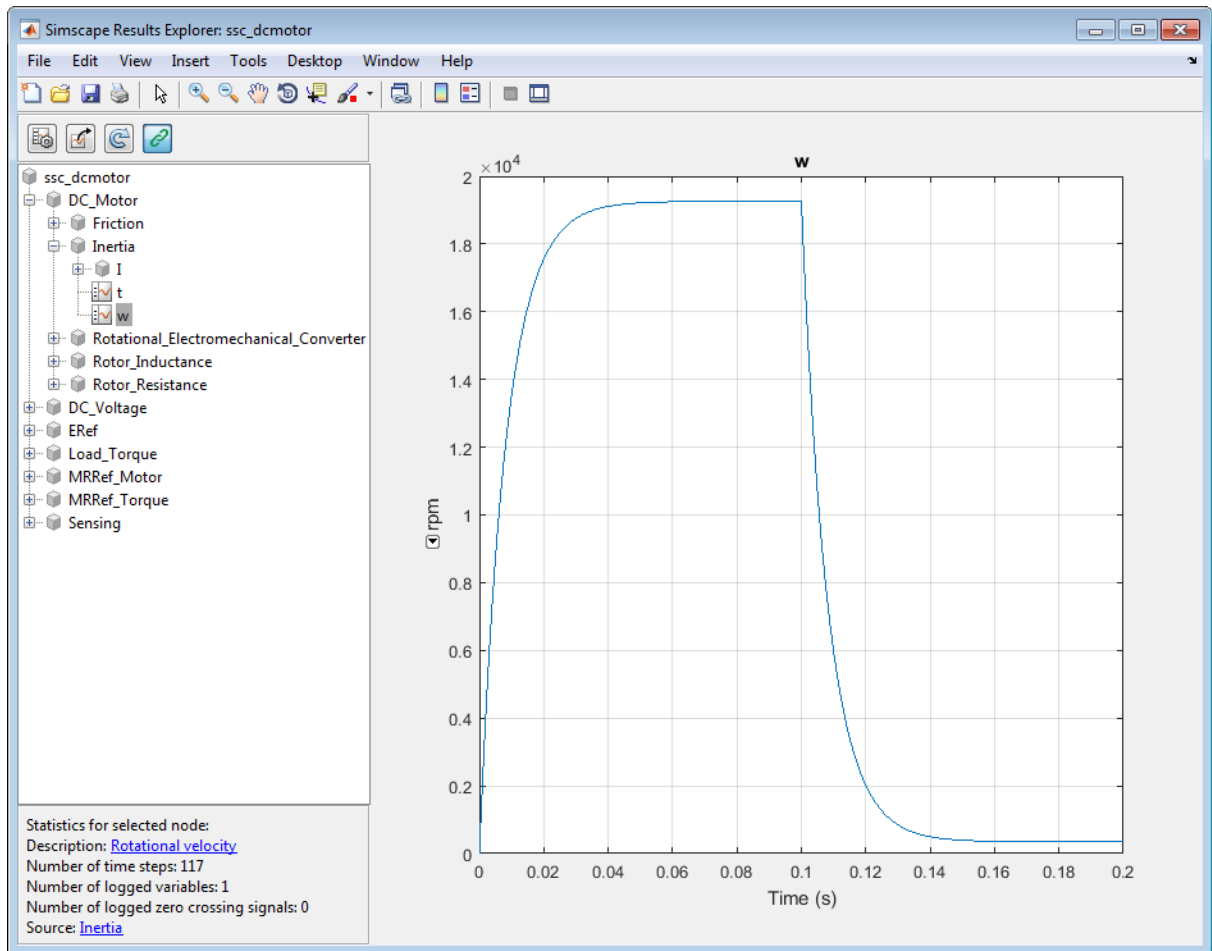 Simscape Results Explorer: ssc_dcmotor
File Edit View Insert Tools Desktop Window Help
ssc_dcmotor
DC_Motor
Friction
Inertia
I
t
w
Rotational_Electromechanical_Converter
Rotor_Inductance
Rotor_Resistance
DC_Voltage
ERef
Load_Torque
MRRef_Motor
MRRef_Torque
Sensing
Statistics for selected node:
Description: Rotational velocity
Number of time steps: 117
Number of logged variables: 1
Number of logged zero crossing signals: 0
Source: Inertia
w
×10⁴
2
1.8
1.6
1.4
1.2
1
0.8
0.6
0.4
0.2
0
rpm
0 0.02 0.04 0.06 0.08 0.1 0.12 0.14 0.16 0.18 0.2
Time (s)